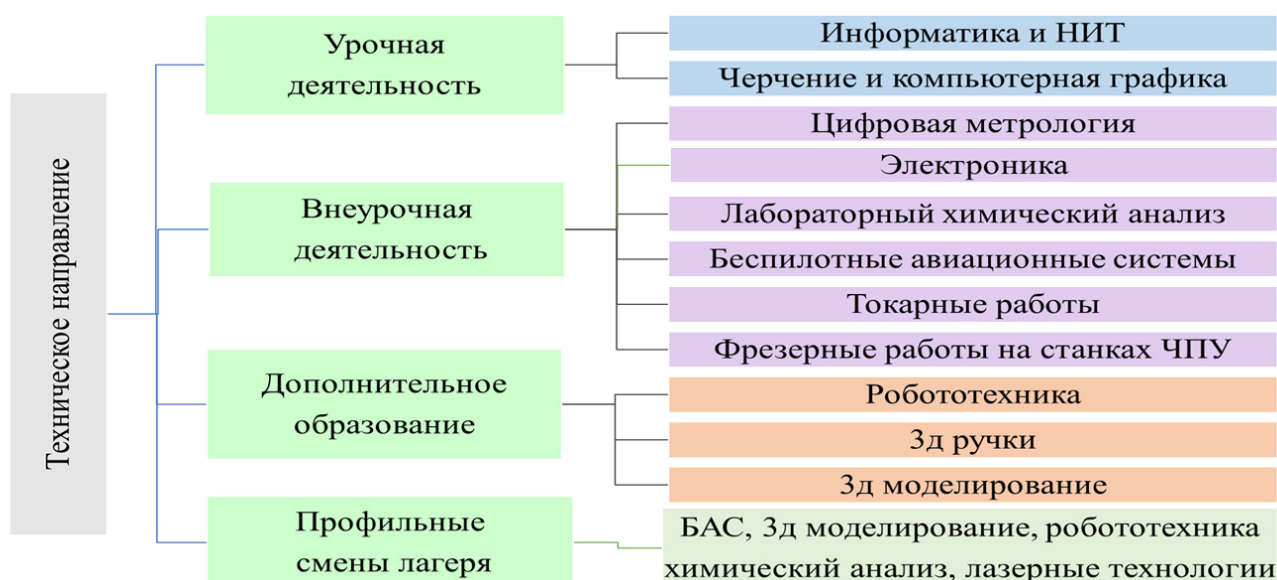 Техническое направление
Урочная
деятельность
Информатика и НИТ
Черчение и компьютерная графика
Внеурочная
деятельность
Цифровая метрология
Электроника
Лабораторный химический анализ
Беспилотные авиационные системы
Токарные работы
Фрезерные работы на станках ЧПУ
Дополнительное
образование
Робототехника
3д ручки
3д моделирование
Профильные
смены лагеря
БАС, 3д моделирование, робототехника
химический анализ, лазерные технологии